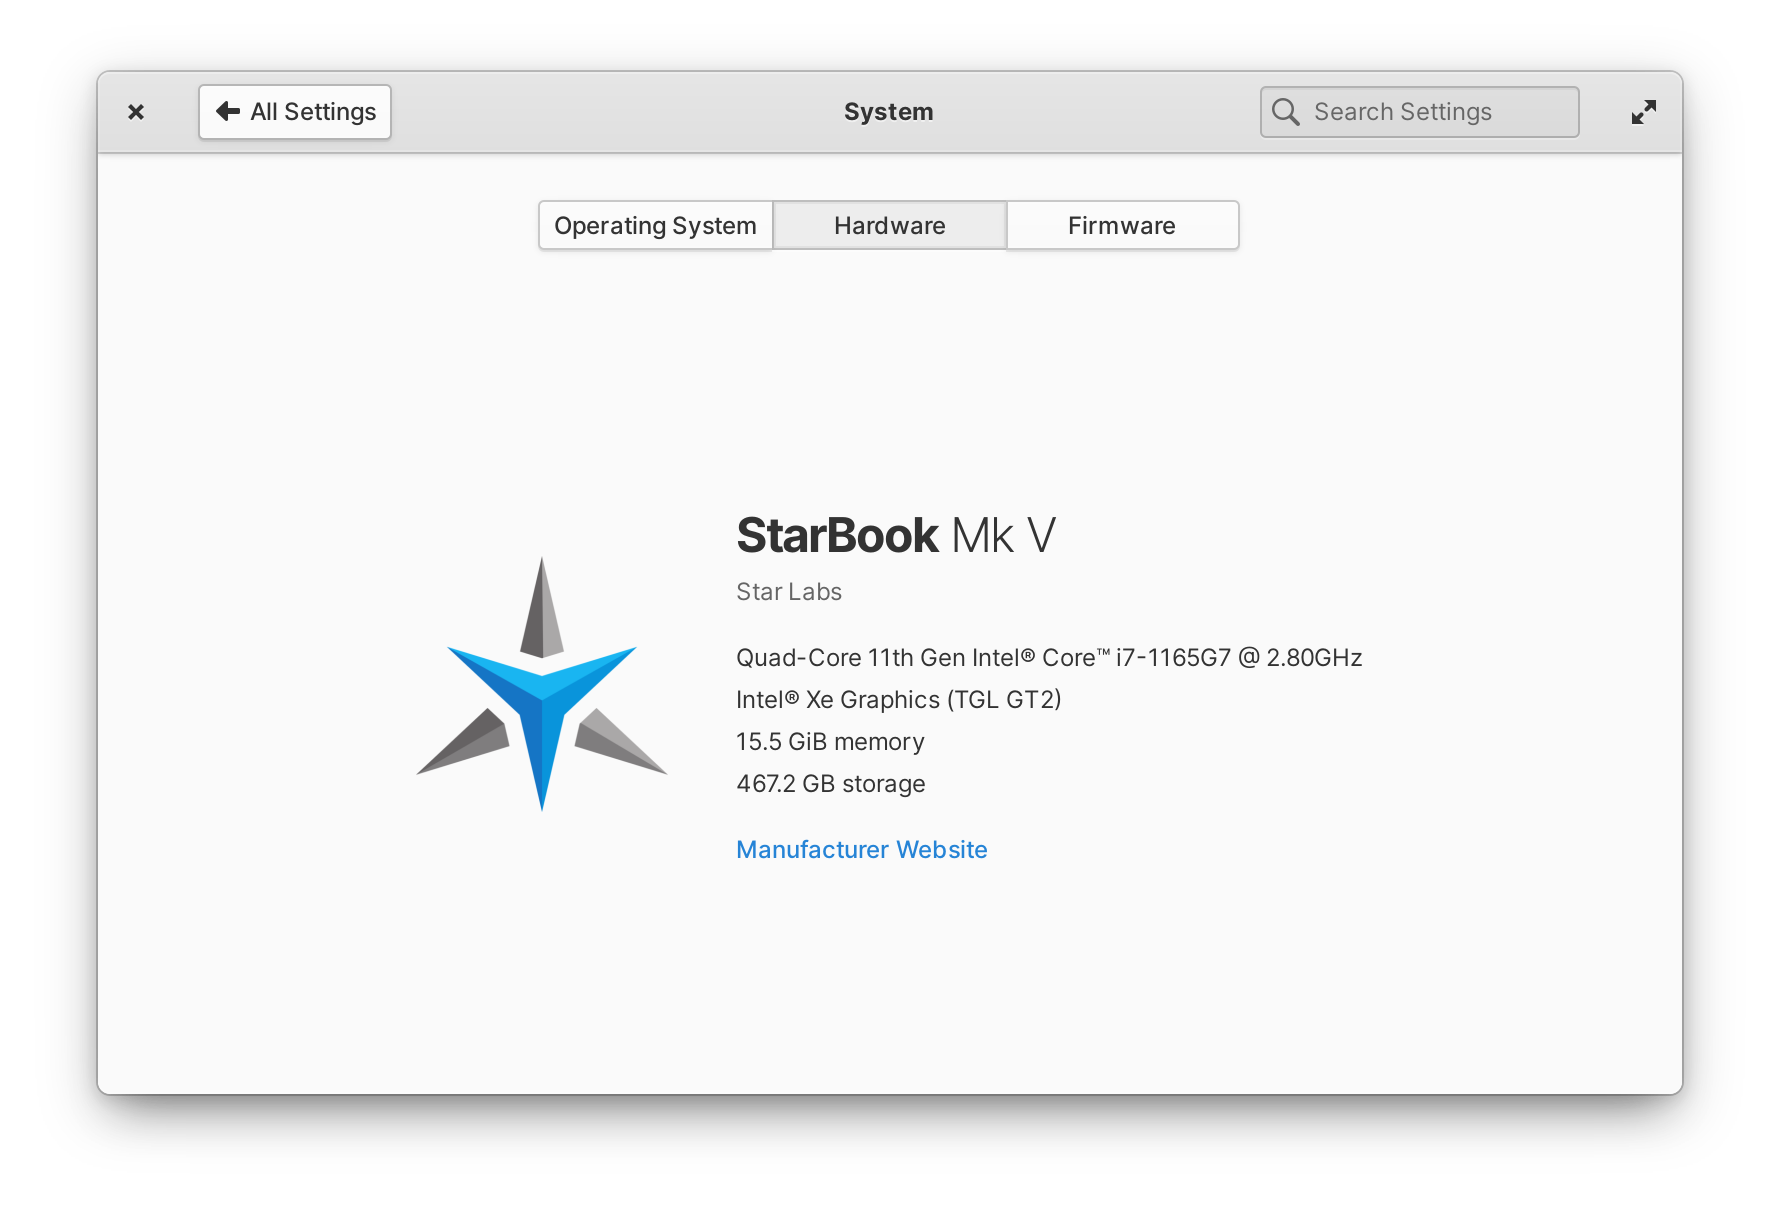 All Settings
System
Search Settings
Operating System
Hardware
Firmware
StarBook Mk V
Star Labs
Quad-Core 11th Gen Intel® Core™ i7-1165G7 @ 2.80GHz
Intel® Xe Graphics (TGL GT2)
15.5 GiB memory
467.2 GB storage
Manufacturer Website